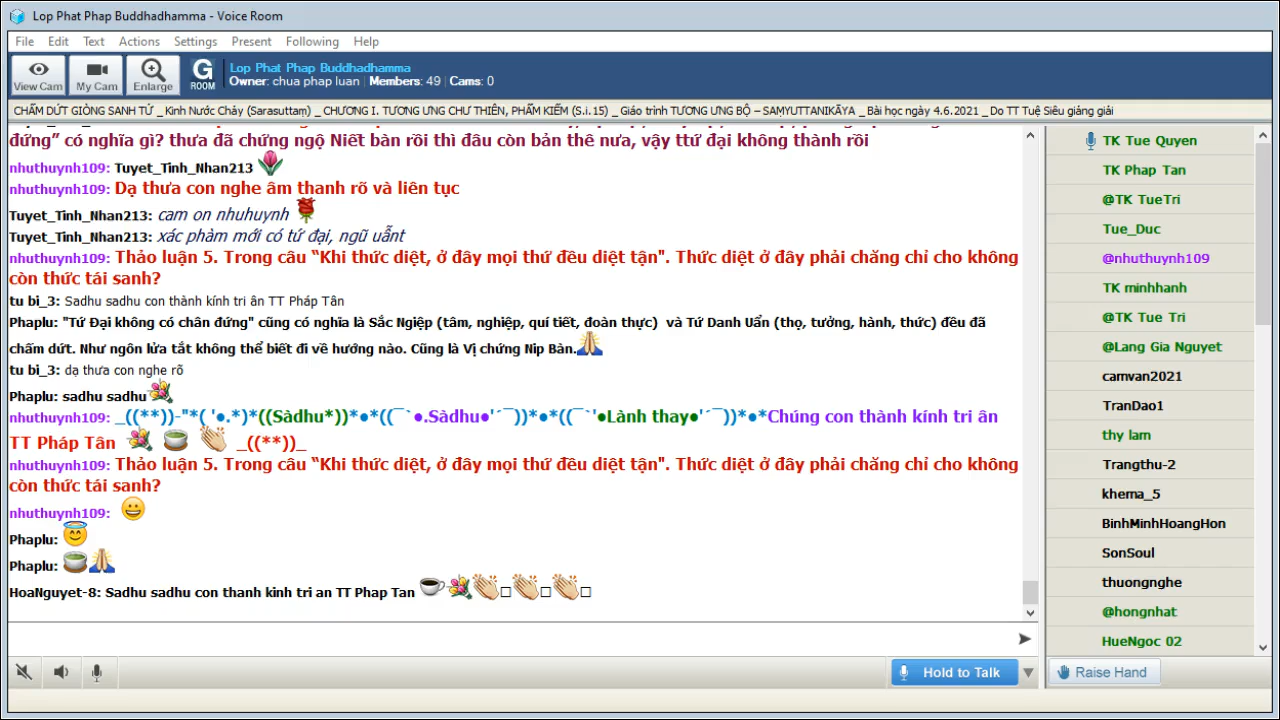 Lop Phat Phap Buddhadhamma - Voice Room
File Edit Text Actions Settings Present Following Help
View Cam My Cam Enlarge G ROOM
Lop Phat Phap Buddhadhamma
Owner: chua phap luan Members: 49 Cams: 0
CHẤM DỨT GIÒNG SANH TỬ _Kinh Nước Chảy (Sarasuttaṃ) _CHƯƠNG I. TƯƠNG ƯNG CHƯ THIÊN, PHẨM KIẾM (S.i.15) _Giáo trình TƯƠNG ƯNG BỘ – SAṂYUTTANIKĀYA _Bài học ngày 4.6.2021 _Do TT Tuệ Siêu giảng giải
đứng” có nghĩa gì? thưa đã chứng ngộ Niết bàn rồi thì đâu còn bản thể nưa, vậy ttứ đại không thành rồi
nhuthuynh109: Tuyet_Tinh_Nhan213 🌷
nhuthuynh109: Dạ thưa con nghe âm thanh rõ và liên tục
Tuyet_Tinh_Nhan213: cam on nhuhuynh 🌹
Tuyet_Tinh_Nhan213: xác phàm mới có tứ đại, ngũ uẩnt
nhuthuynh109: Thảo luận 5. Trong câu “Khi thức diệt, ở đây mọi thứ đều diệt tận". Thức diệt ở đây phải chăng chỉ cho không
còn thức tái sanh?
tu bi_3: Sadhu sadhu con thành kính tri ân TT Pháp Tân
Phaplu: "Tứ Đại không có chân đứng" cũng có nghĩa là Sắc Ngiệp (tâm, nghiệp, quí tiết, đoàn thực)  và Tứ Danh Uẩn (thọ, tưởng, hành, thức) đều đã
chấm dứt. Như ngôn lửa tắt không thể biết đi về hướng nào. Cũng là Vị chứng Nip Bàn.🙏
tu bi_3: dạ thưa con nghe rõ
Phaplu: sadhu sadhu💐
nhuthuynh109: _((**))-"*( '●.*)*((Sàdhu*))*●*((¯`●.Sàdhu●'´¯))*●*((¯`'●Lành thay●'´¯))*●*Chúng con thành kính tri ân
TT Pháp Tân 💐 🍵 👏 _((**))_
nhuthuynh109: Thảo luận 5. Trong câu “Khi thức diệt, ở đây mọi thứ đều diệt tận". Thức diệt ở đây phải chăng chỉ cho không
còn thức tái sanh?
nhuthuynh109: 😀
Phaplu: 😇
Phaplu: 🍵🙏
HoaNguyet-8: Sadhu sadhu con thanh kinh tri an TT Phap Tan ☕💐👏□👏□👏□
TK Tue Quyen
TK Phap Tan
@TK TueTri
Tue_Duc
@nhuthuynh109
TK minhhanh
@TK Tue Tri
@Lang Gia Nguyet
camvan2021
TranDao1
thy lam
Trangthu-2
khema_5
BinhMinhHoangHon
SonSoul
thuongnghe
@hongnhat
HueNgoc 02
Hold to Talk
Raise Hand